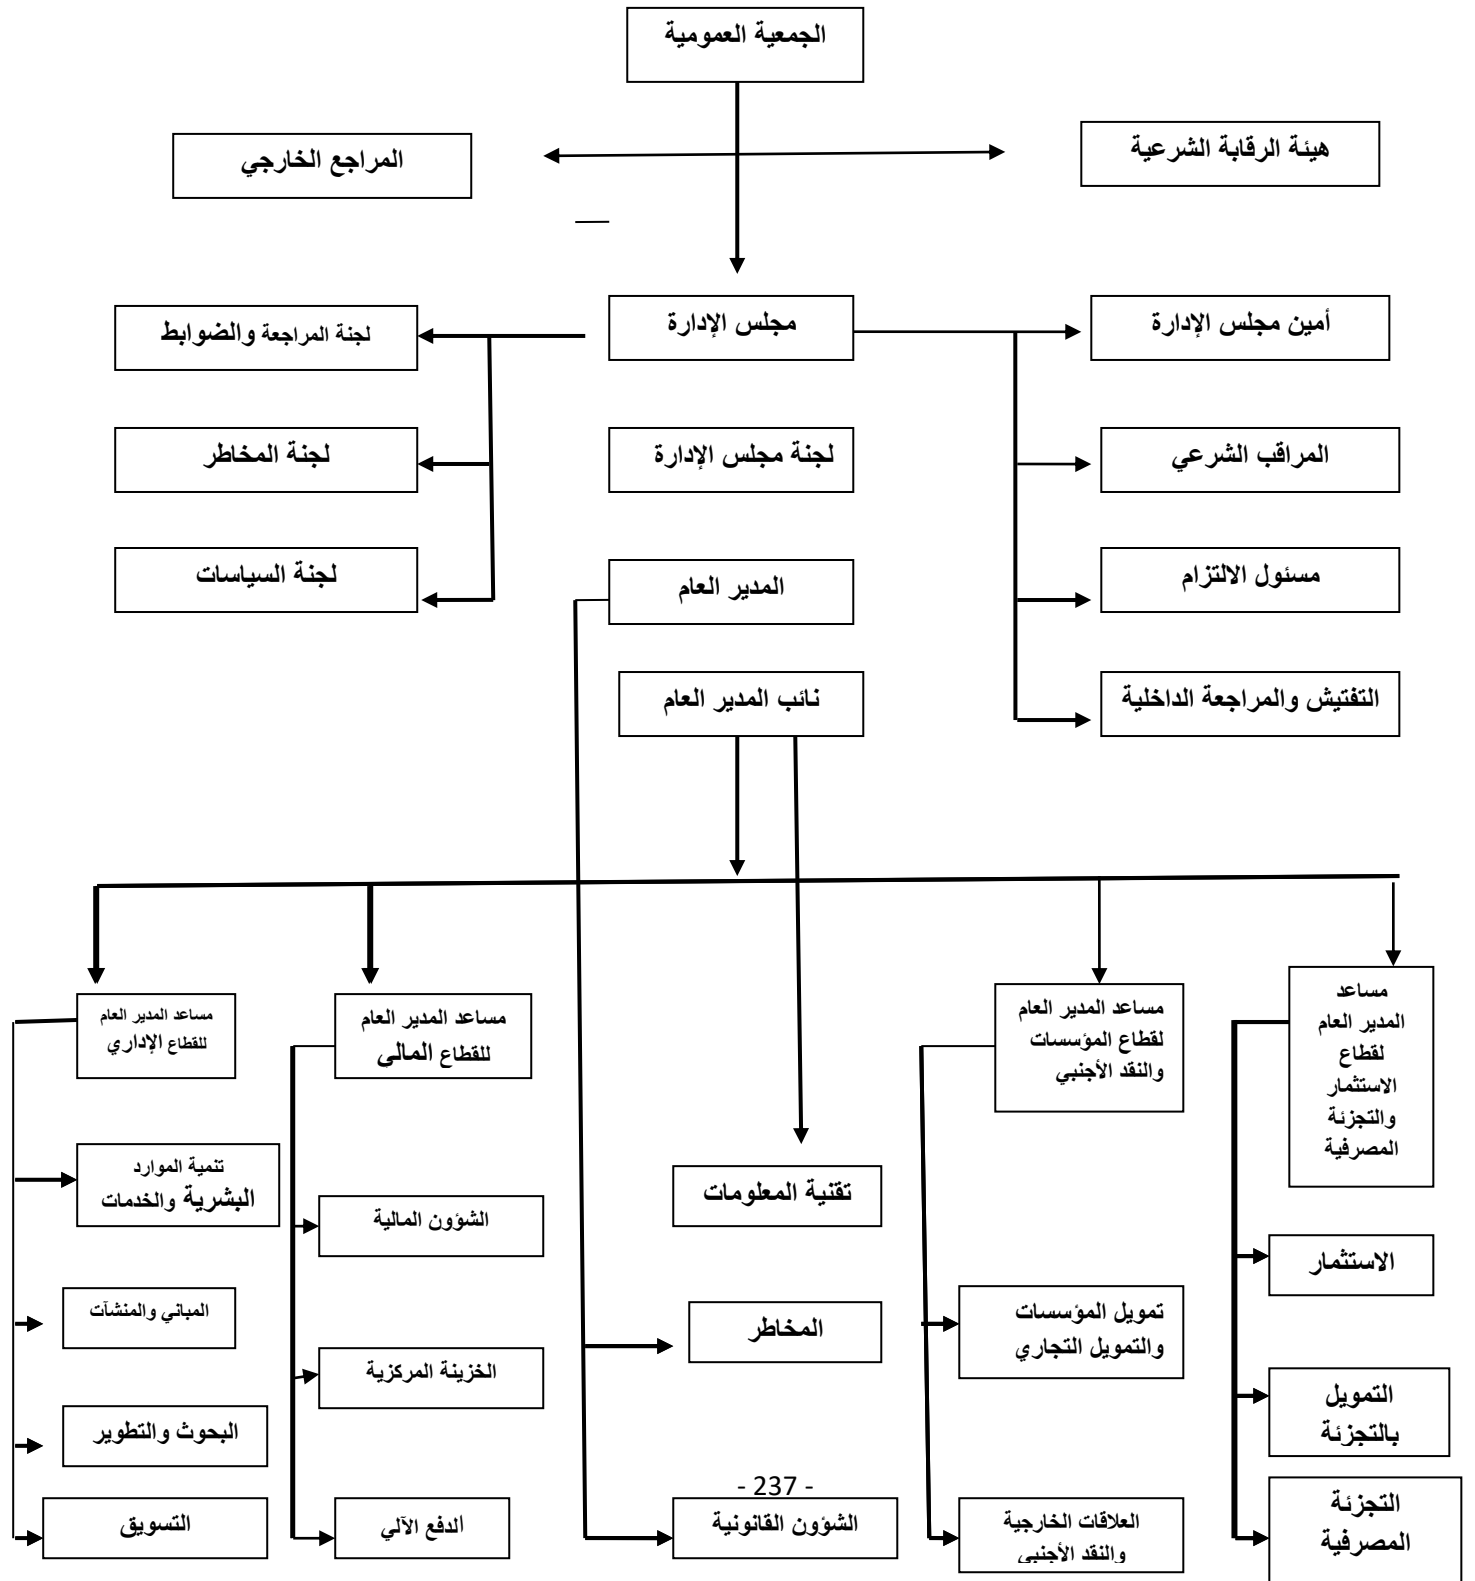 الجمعية العمومية
هيئة الرقابة الشرعية
المراجع الخارجي
أمين مجلس الإدارة
مجلس الإدارة
لجنة المراجعة والضوابط
المراقب الشرعي
لجنة مجلس الإدارة
لجنة المخاطر
مسئول الالتزام
المدير العام
لجنة السياسات
التفتيش والمراجعة الداخلية
نائب المدير العام
مساعد
المدير العام
لقطاع
الاستثمار
والتجزئة
المصرفية
مساعد المدير العام
لقطاع المؤسسات
والنقد الأجنبي
مساعد المدير العام
للقطاع المالى
مساعد المدير العام
للقطاع الإداري
تقنية المعلومات
تنمية الموارد
البشرية والخدمات
الشؤون المالية
الاستثمار
تمويل المؤسسات
والتمويل التجاري
المخاطر
المباني والمنشآت
الخزينة المركزية
التمويل
بالتجزئة
البحوث والتطوير
- 237 -
التجزئة
المصرفية
العلاقات الخارجية
والنقد الأجنبي
الشؤون القانونية
الدفع الآلي
التسويق